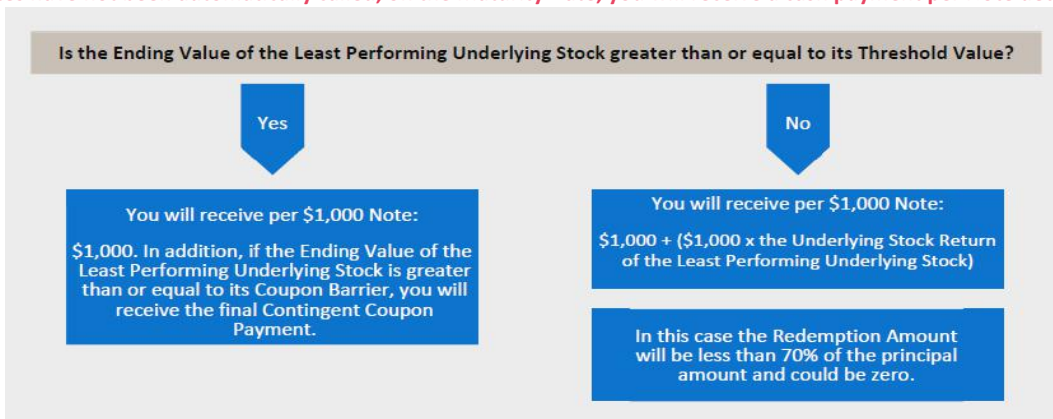 Is the Ending Value of the Least Performing Underlying Stock greater than or equal to its Threshold Value?
Yes
No
You will receive per $1,000 Note:
$1,000. In addition, if the Ending Value of the
Least Performing Underlying Stock is greater
than or equal to its Coupon Barrier, you will
receive the final Contingent Coupon
Payment.
You will receive per $1,000 Note:
$1,000 + ($1,000 x the Underlying Stock Return
of the Least Performing Underlying Stock)
In this case the Redemption Amount
will be less than 70% of the principal
amount and could be zero.